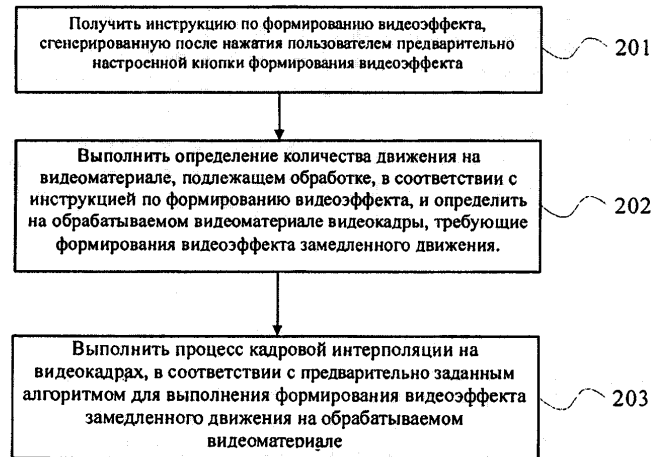 Получить инструкцию по формированию видеоэффекта,
сгенерированную после нажатия пользователем предварительно
настроенной кнопки формирования видеоэффекта
201
Выполнить определение количества движения на
видеоматериале, подлежащем обработке, в соответствии с
инструкцией по формированию видеоэффекта, и определить
на обрабатываемом видеоматериале видеокадры, требующие
формирования видеоэффекта замедленного движения.
202
Выполнить процесс кадровой интерполяции на
видеокадрах, в соответствии с предварительно заданным
алгоритмом для выполнения формирования видеоэффекта
замедленного движения на обрабатываемом
видеоматериале
203